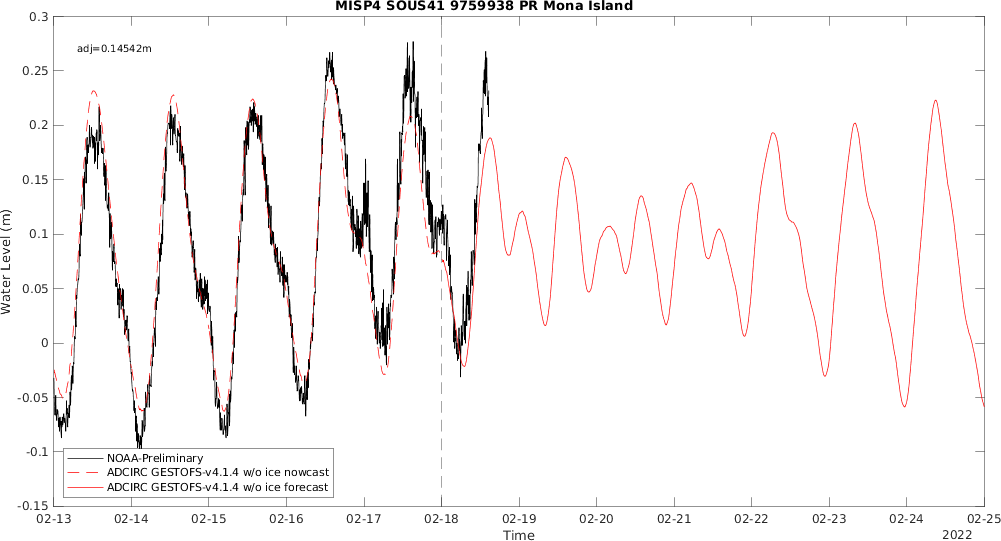 MISP4 SOUS41 9759938 PR Mona Island
adj=0.14542m
0.3
0.25
0.2
0.15
0.1
0.05
0
-0.05
-0.1
-0.15
Water Level (m)
NOAA-Preliminary
ADCIRC GESTOFS-v4.1.4 w/o ice nowcast
ADCIRC GESTOFS-v4.1.4 w/o ice forecast
02-13 02-14 02-15 02-16 02-17 02-18 02-19 02-20 02-21 02-22 02-23 02-24 02-25
Time
2022